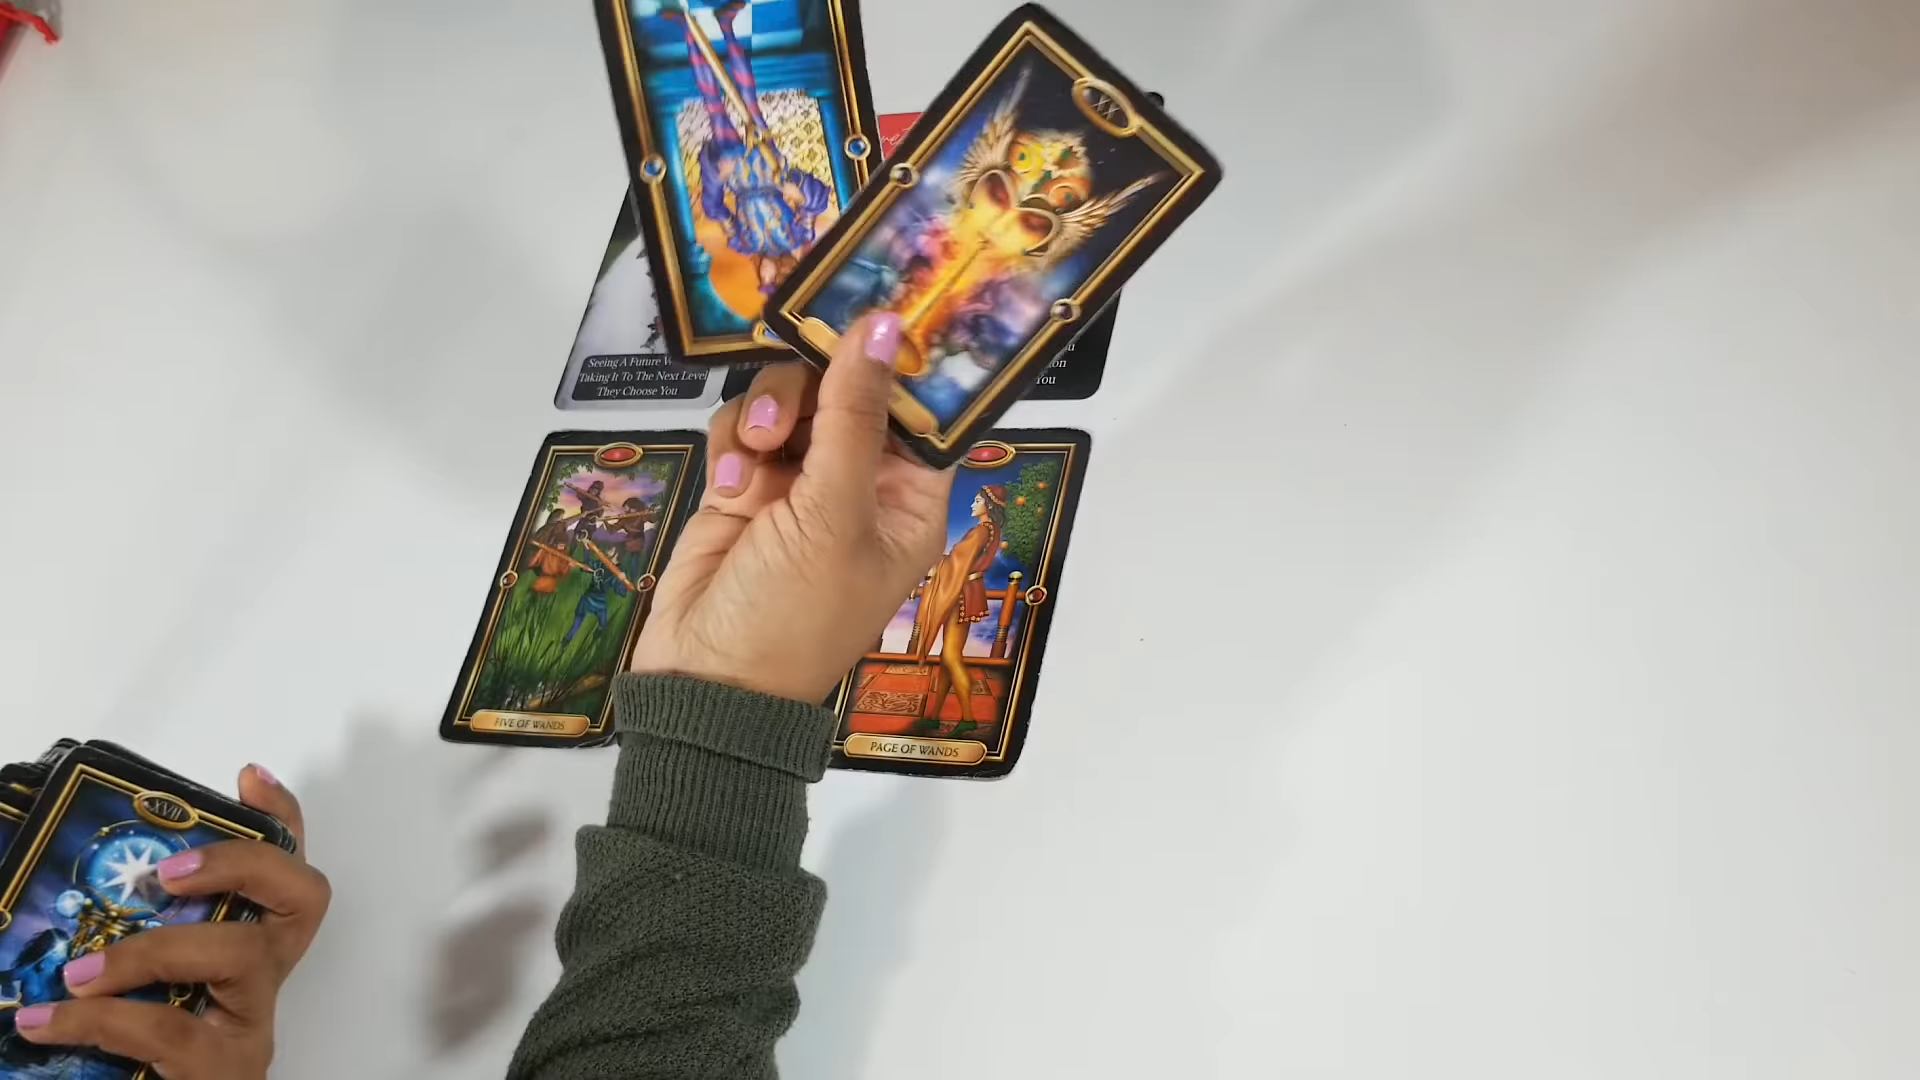 XX
Seeing A Future W
Taking It To The Next Level
They Choose You
You
FIVE OF WANDS
PAGE OF WANDS
XVII